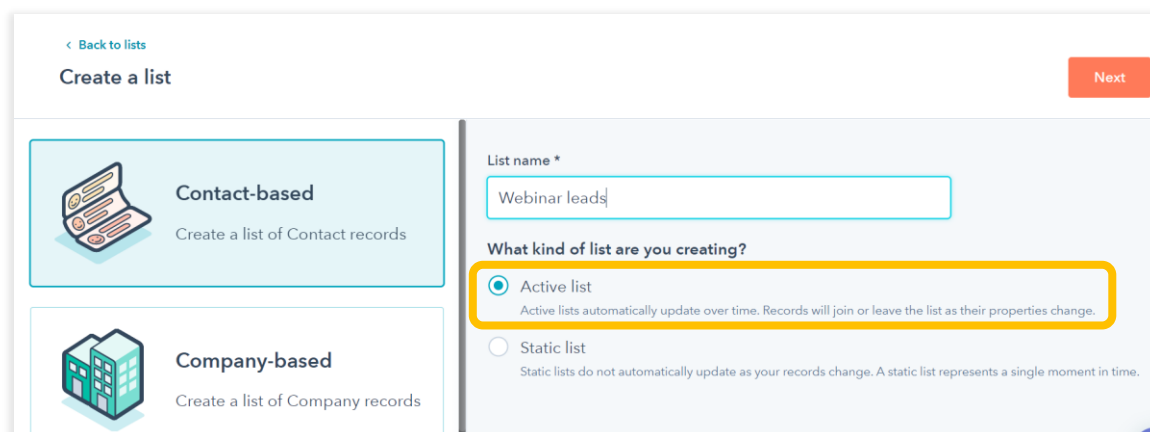 Back to lists
Create a list
Next
Contact-based
Create a list of Contact records
Company-based
Create a list of Company records
List name *
Webinar leads
What kind of list are you creating?
Active list
Active lists automatically update over time. Records will join or leave the list as their properties change.
Static list
Static lists do not automatically update as your records change. A static list represents a single moment in time.